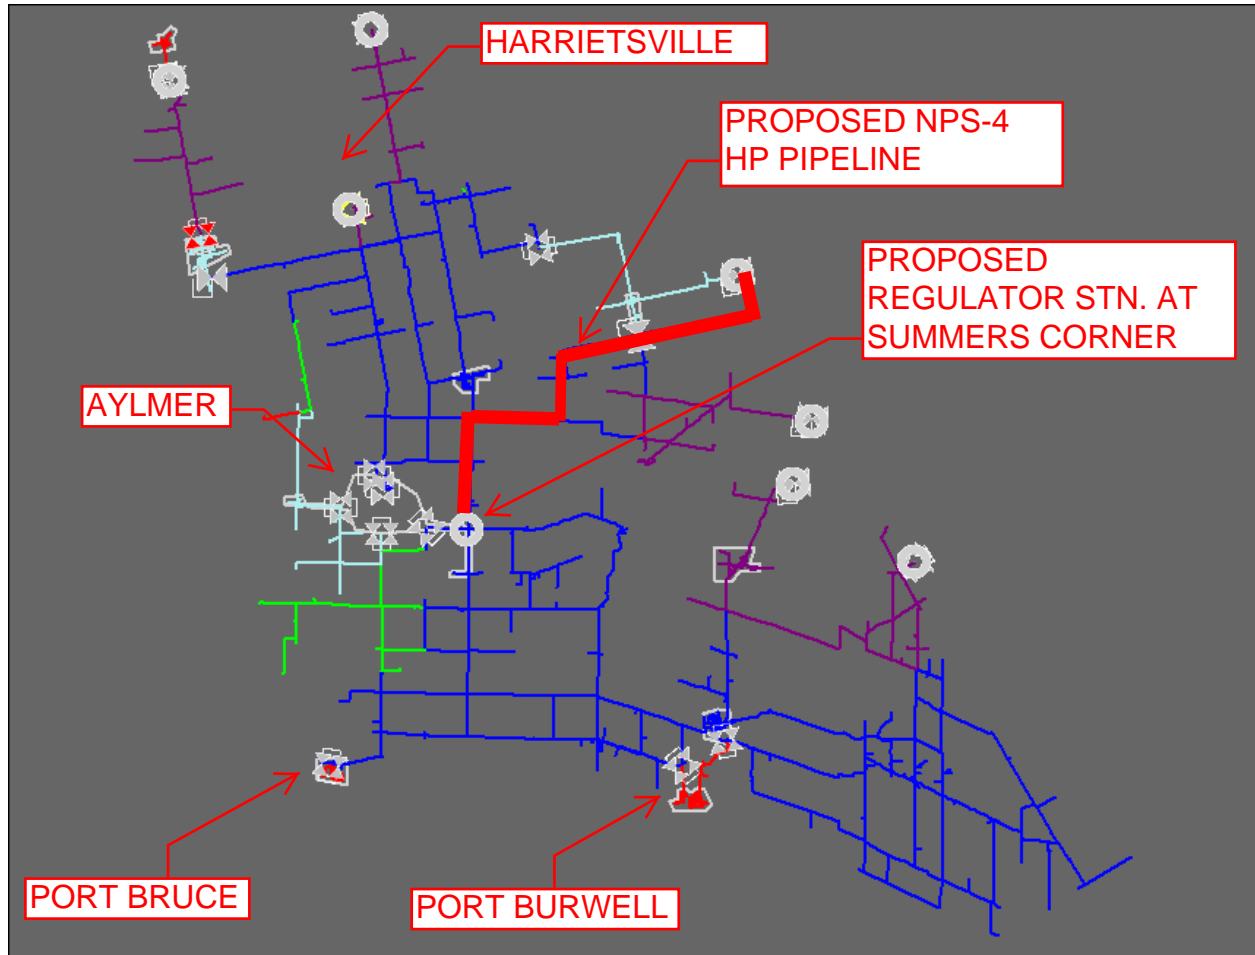 HARRIETSVILLE
PROPOSED NPS-4
HP PIPELINE
PROPOSED
REGULATOR STN. AT
SUMMERS CORNER
AYLMER
PORT BRUCE
PORT BURWELL